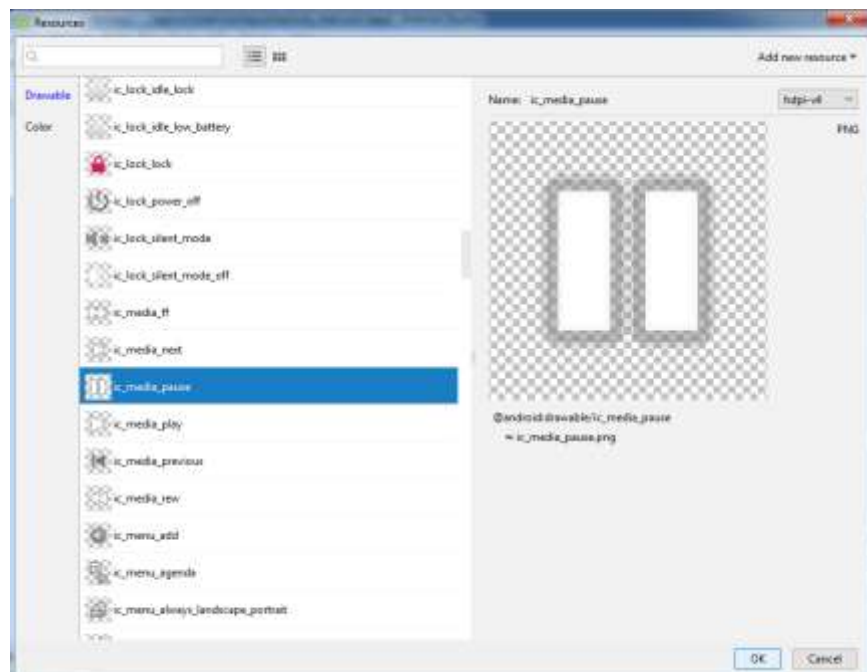 Resources
Add new resource
Drawable
Color
ic_lock_idle_lock
ic_lock_idle_low_battery
ic_lock_lock
ic_lock_power_off
ic_lock_silent_mode
ic_lock_silent_mode_off
ic_media_ff
ic_media_next
ic_media_pause
ic_media_play
ic_media_previous
ic_media_rew
ic_menu_add
ic_menu_agenda
ic_menu_always_landscape_portrait
Name: ic_media_pause
hdpi-v4
PNG
@android:drawable/ic_media_pause
⇒ ic_media_pause.png
OK
Cancel